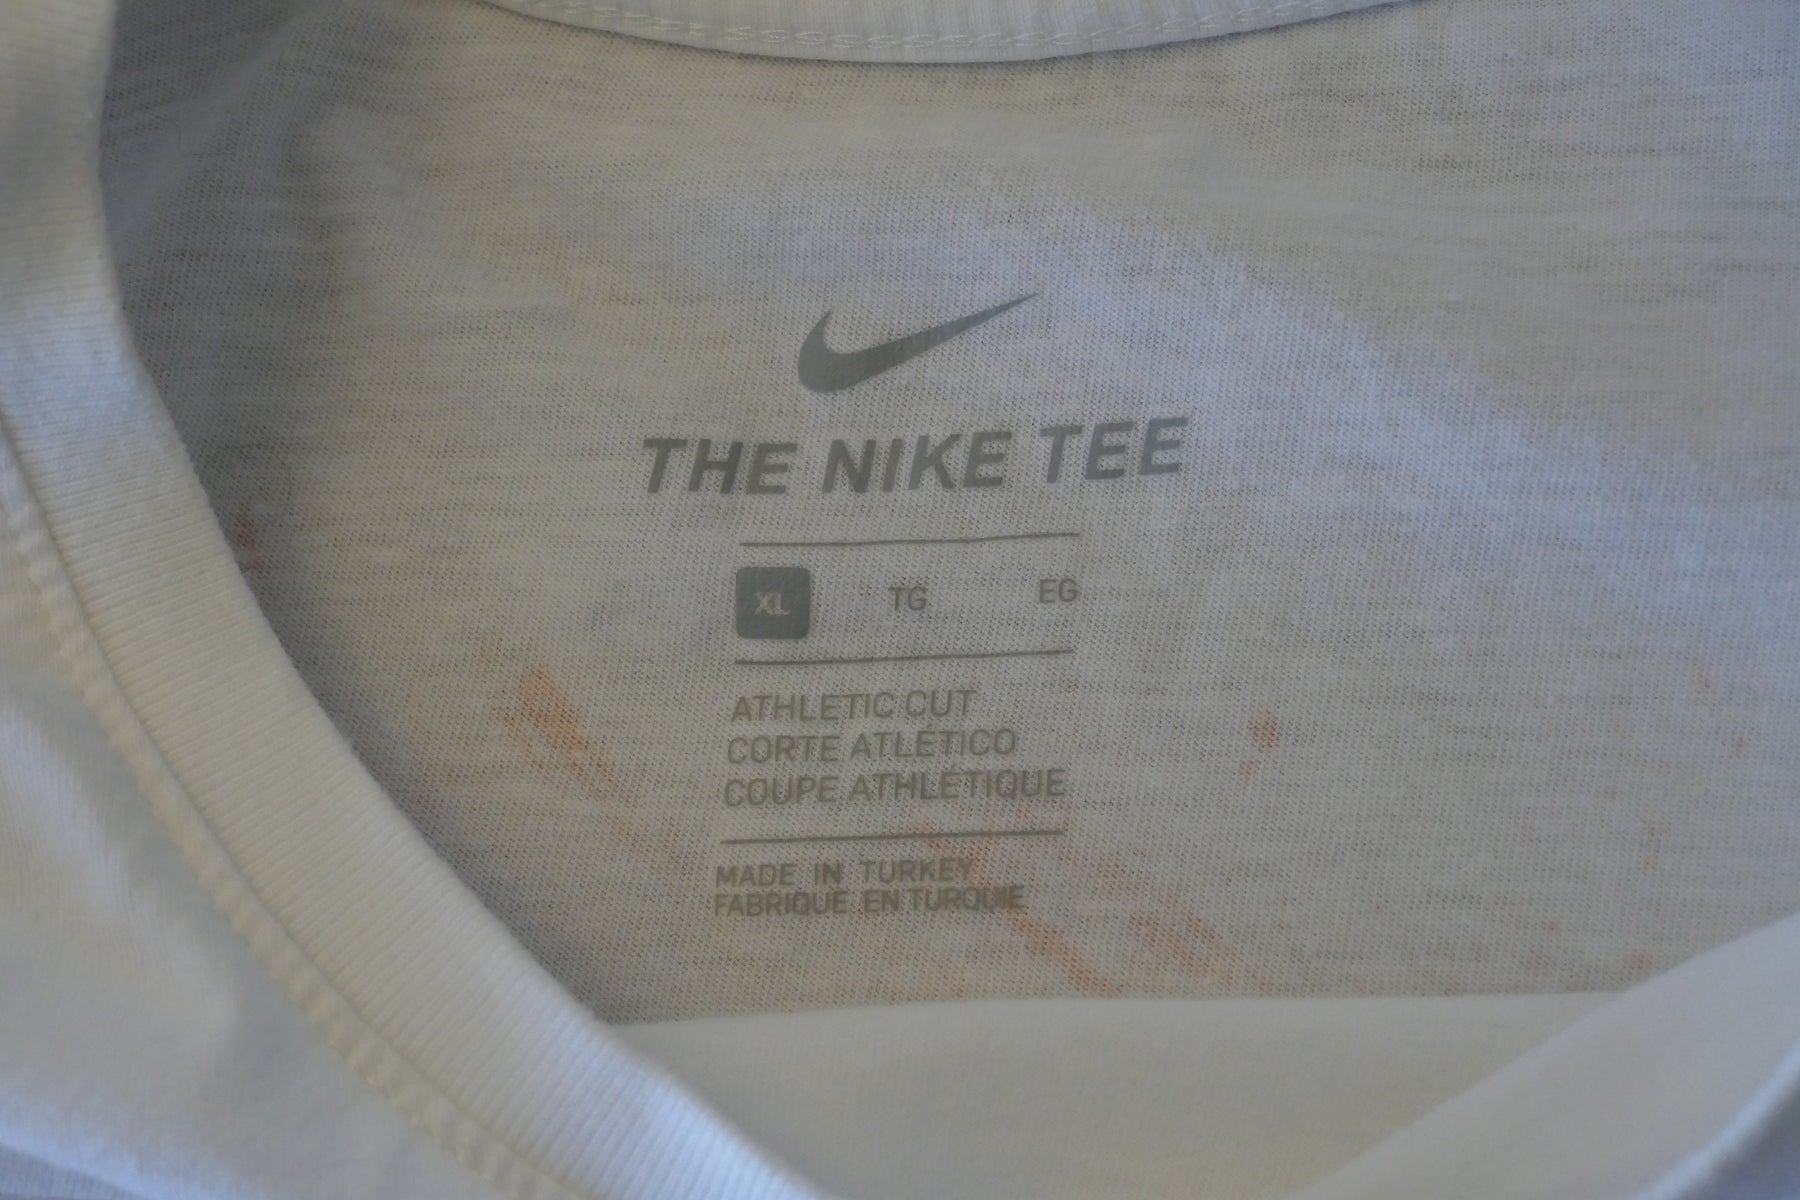 THE NIKE TEE
XL TG EG
ATHLETIC CUT
CORTE ATLÉTICO
COUPE ATHLÉTIQUE
MADE IN TURKEY
FABRIQUÉ EN TURQUIE